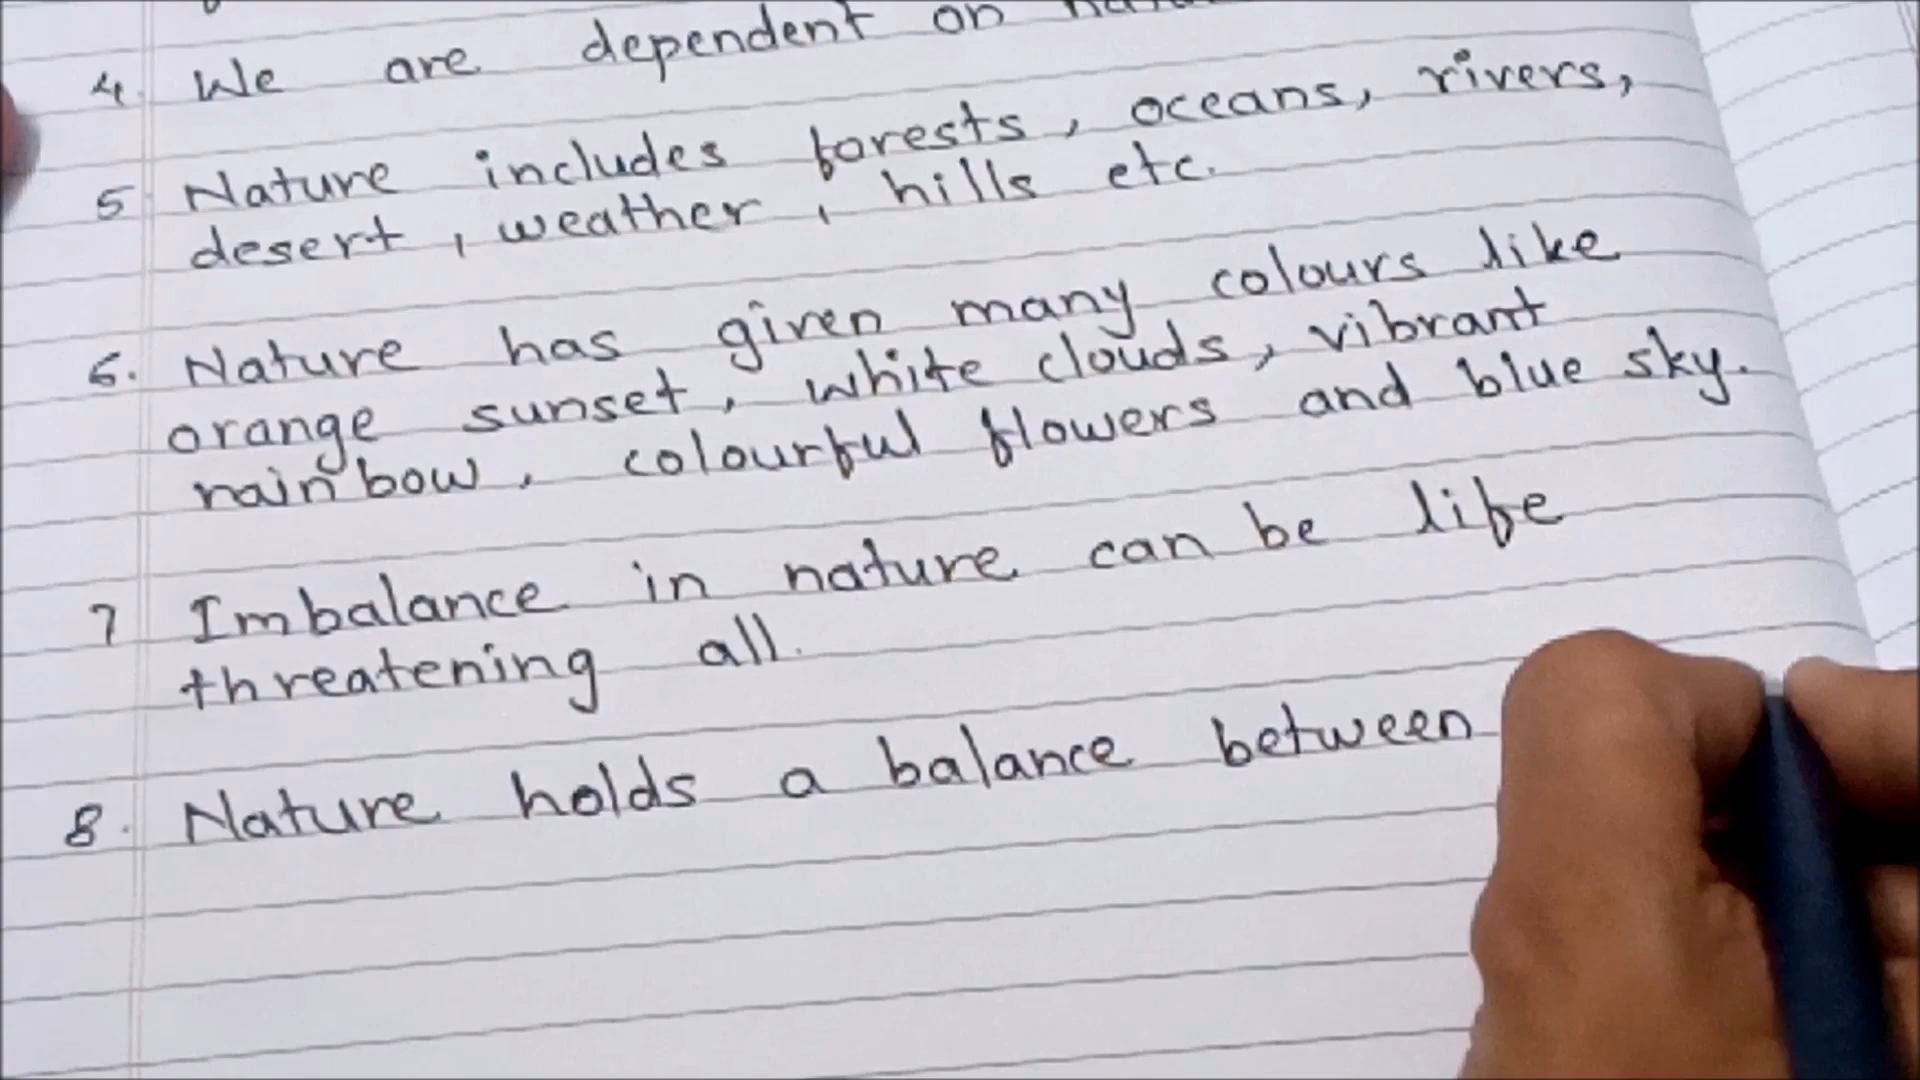 4. We are dependent on
5. Nature includes forests, oceans, rivers,
desert, weather, hills etc.
6. Nature has given many colours like
orange sunset, white clouds, vibrant
rainbow, colourful flowers and blue sky.
7 Imbalance in nature can be life
threatening all.
8. Nature holds a balance between